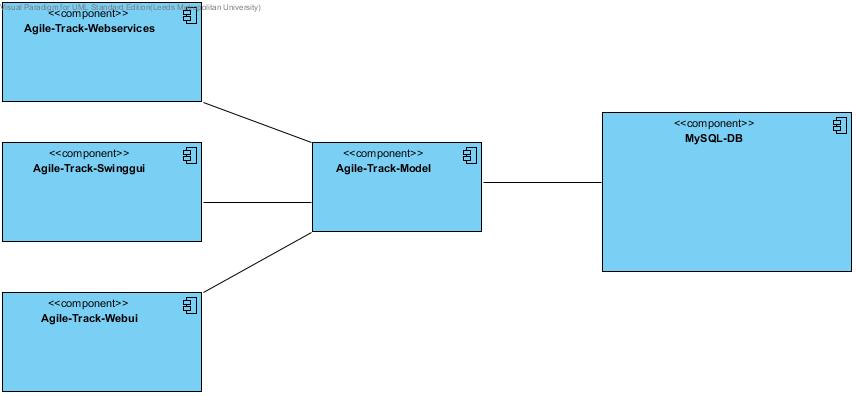 Visual Paradigm for UML Standard Edition(Leeds Metropolitan University)
<<component>>
Agile-Track-Webservices
<<component>>
Agile-Track-Swinggui
<<component>>
Agile-Track-Webui
<<component>>
Agile-Track-Model
<<component>>
MySQL-DB